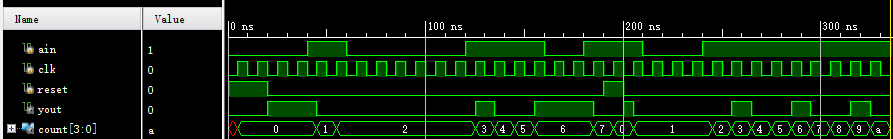 Name Value
0 ns 100 ns 200 ns 300 ns
ain 1
clk 0
reset 0
yout 0
count[3:0] a 0 1 2 3 4 5 6 7 0 1 2 3 4 5 6 7 8 9 a